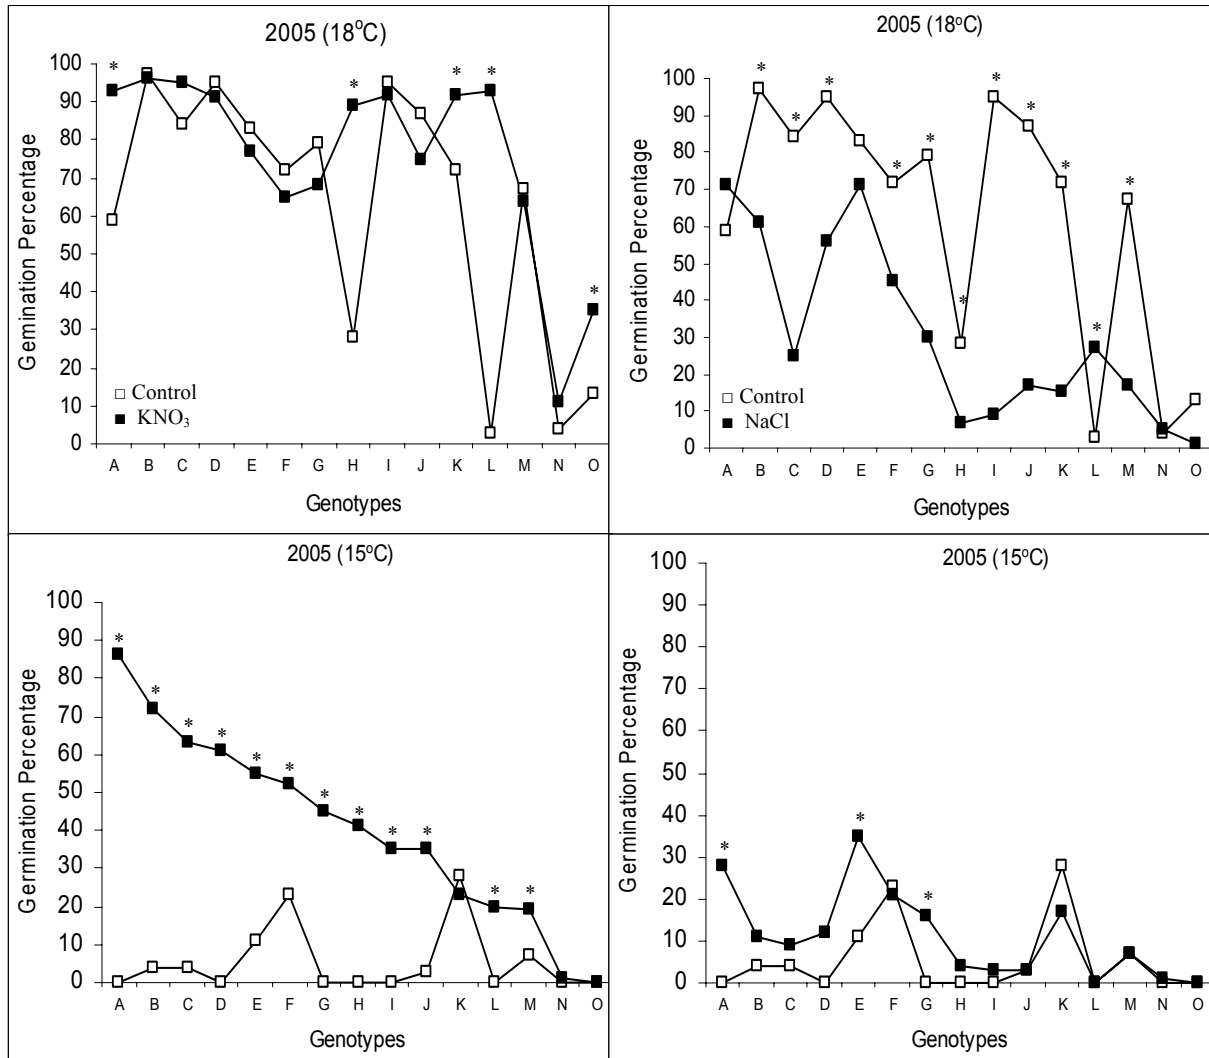 2005 (18°C)
Gemination Percentage
100
90
80
70
60
50
40
30
20
10
0
* * * * *
□ Control
■ KNO₃
A B C D E F G H I J K L M N O
Genotypes
2005 (18°C)
Germination Percentage
100
90
80
70
60
50
40
30
20
10
0
* * * * * * * * * * *
□ Control
■ NaCl
A B C D E F G H I J K L M N O
Genotypes
2005 (15°C)
Germination Percentage
100
90
80
70
60
50
40
30
20
10
0
* * * * * * * * * * * *
A B C D E F G H I J K L M N O
Genotypes
2005 (15°C)
Germination Percentage
100
90
80
70
60
50
40
30
20
10
0
* * *
A B C D E F G H I J K L M N O
Genotypes